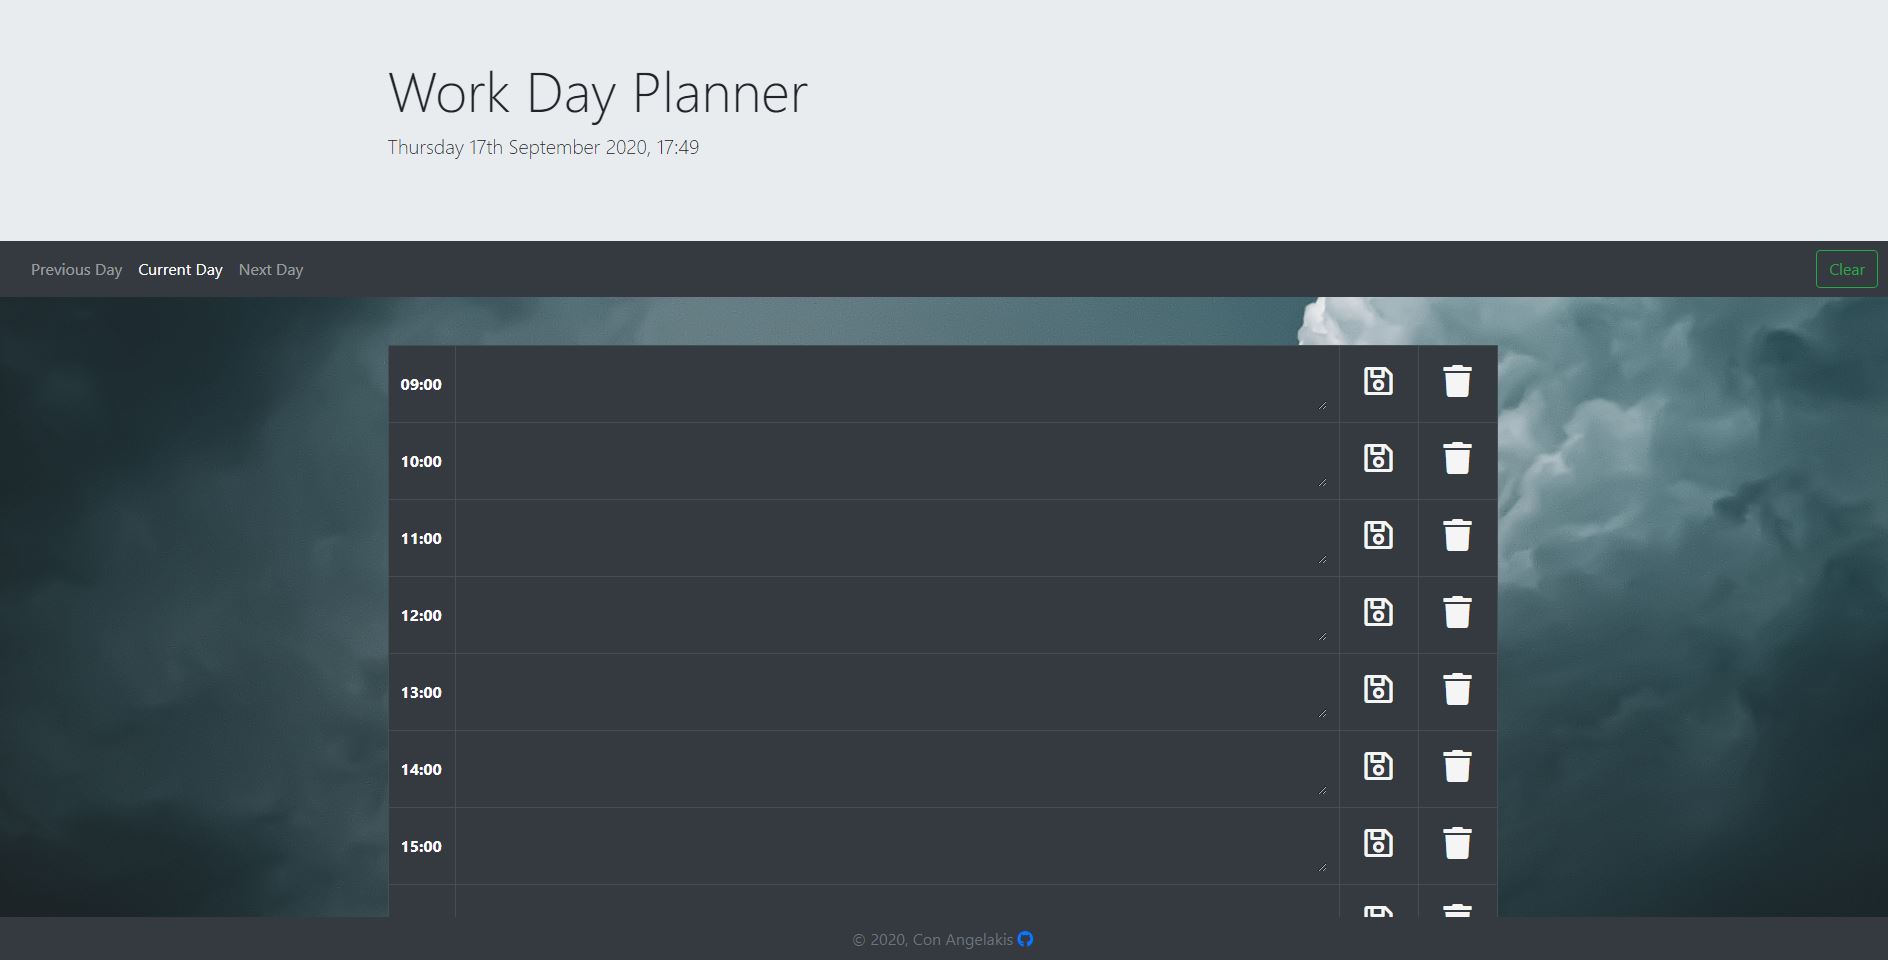 Work Day Planner
Thursday 17th September 2020, 17:49
Previous Day Current Day Next Day Clear
09:00
10:00
11:00
12:00
13:00
14:00
15:00
© 2020, Con Angelakis